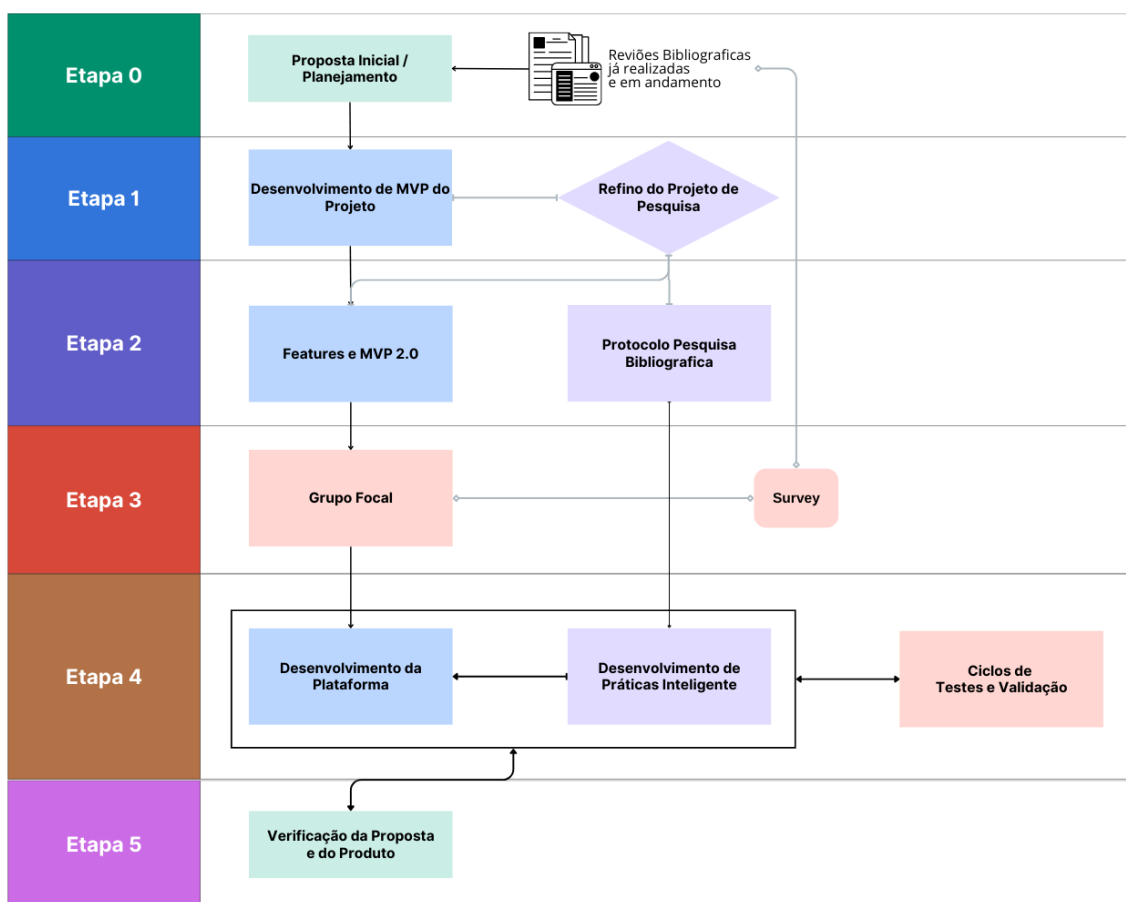 Etapa 0
Proposta Inicial /
Planejamento
Reviões Bibliograficas
já realizadas
e em andamento
Etapa 1
Desenvolvimento de MVP do
Projeto
Refino do Projeto de
Pesquisa
Etapa 2
Features e MVP 2.0
Protocolo Pesquisa
Bibliografica
Etapa 3
Grupo Focal
Survey
Etapa 4
Desenvolvimento da
Plataforma
Desenvolvimento de
Práticas Inteligente
Ciclos de
Testes e Validação
Etapa 5
Verificação da Proposta
e do Produto